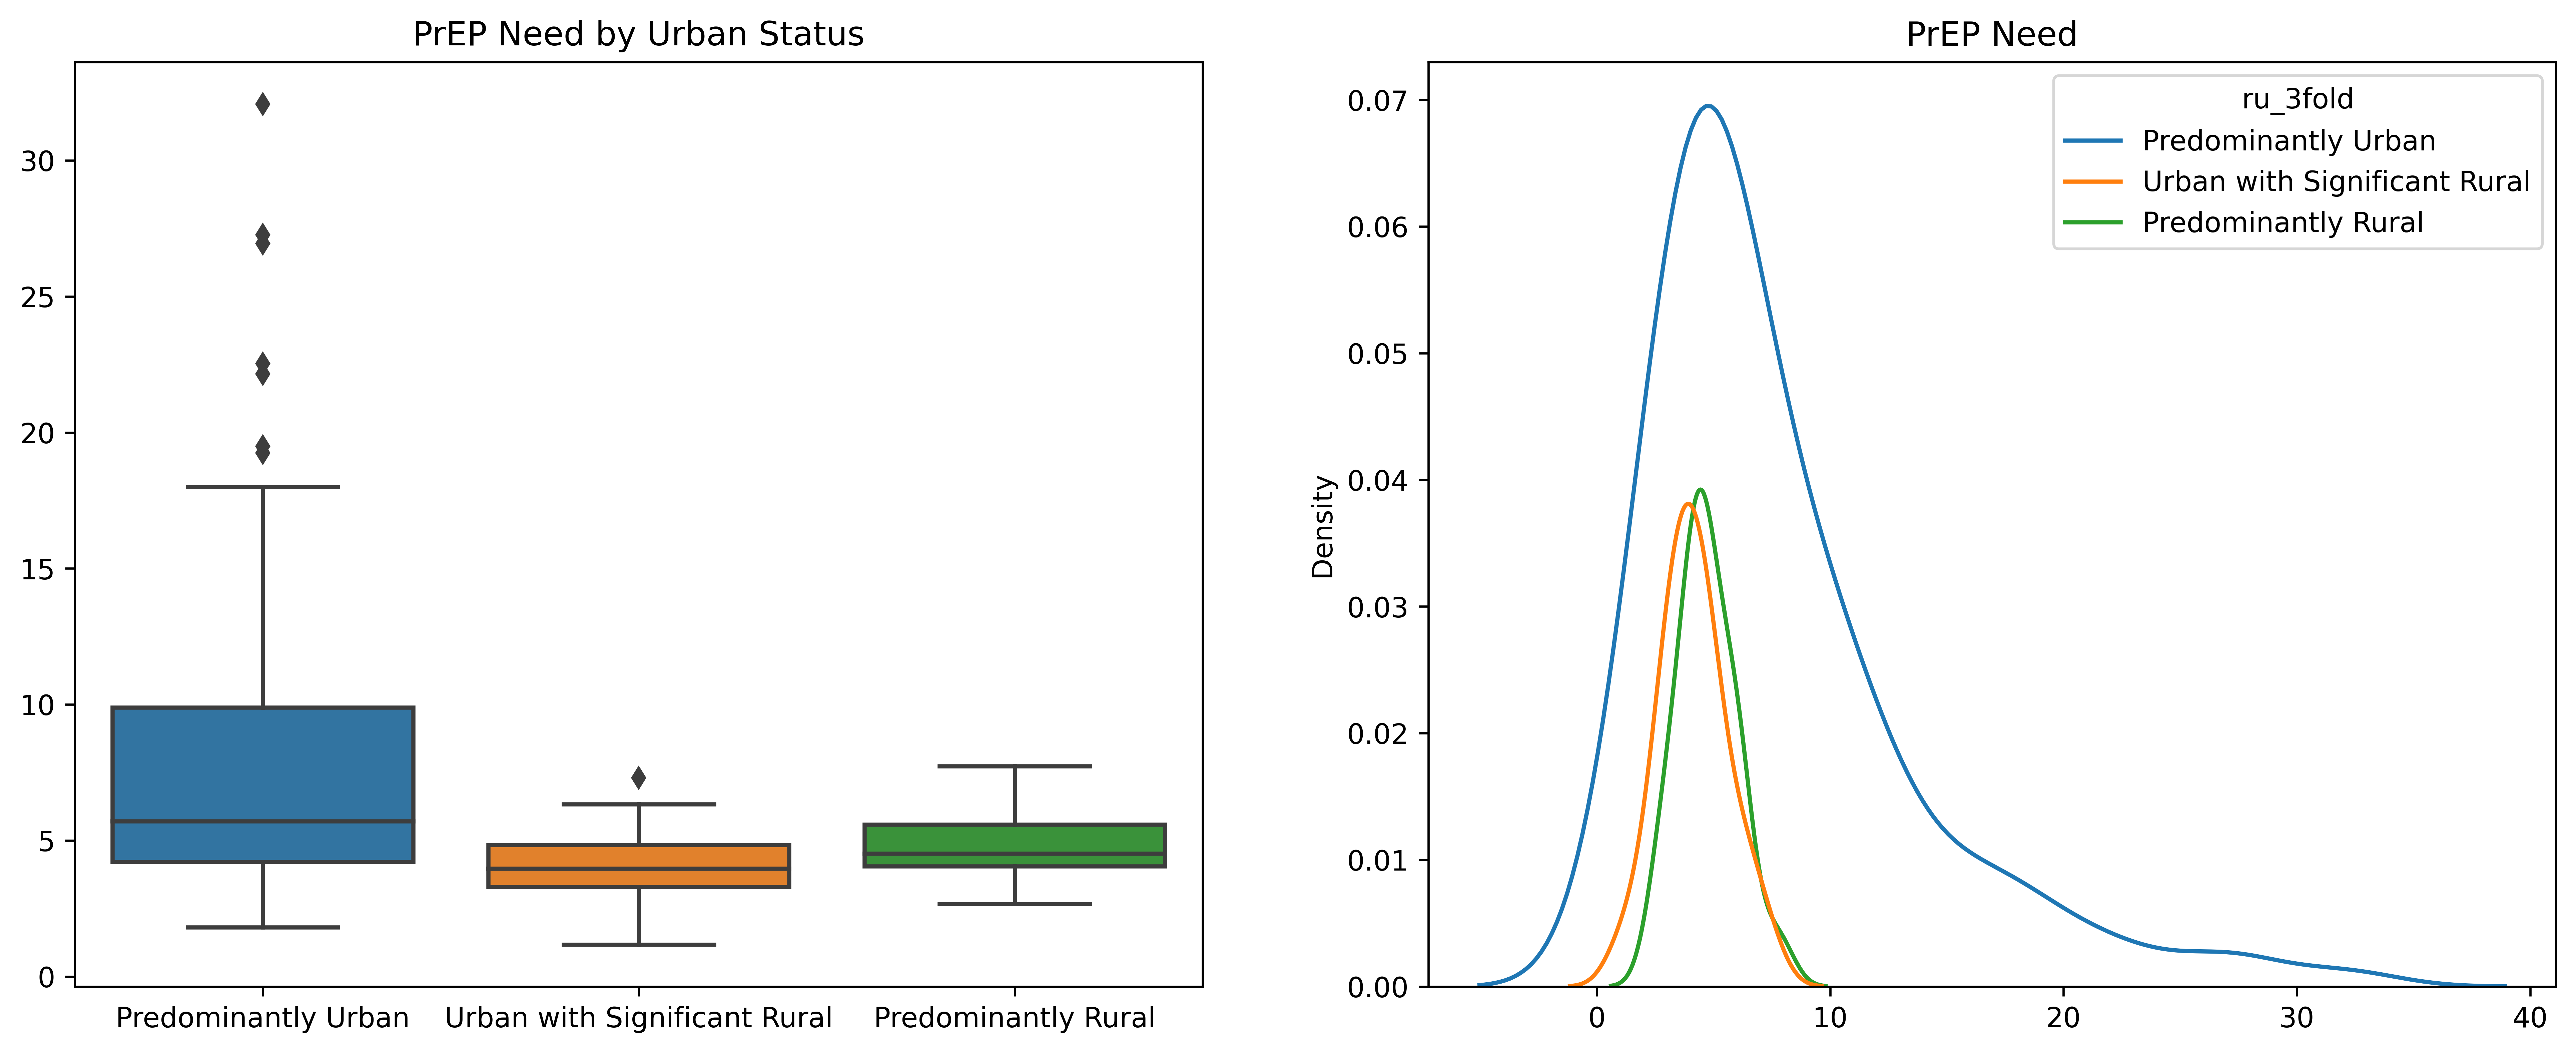 PrEP Need by Urban Status
30
25
20
15
10
5
0
Predominantly Urban
Urban with Significant Rural
Predominantly Rural
PrEP Need
ru_3fold
Predominantly Urban
Urban with Significant Rural
Predominantly Rural
Density
0.07
0.06
0.05
0.04
0.03
0.02
0.01
0.00
0
10
20
30
40